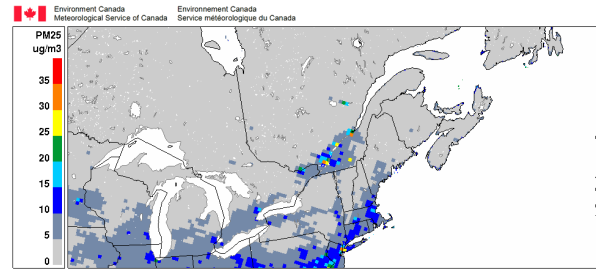 Environment Canada Environnement Canada
Meteorological Service of Canada Service météorologique du Canada
PM25
ug/m3
35
30
25
20
15
10
5
0